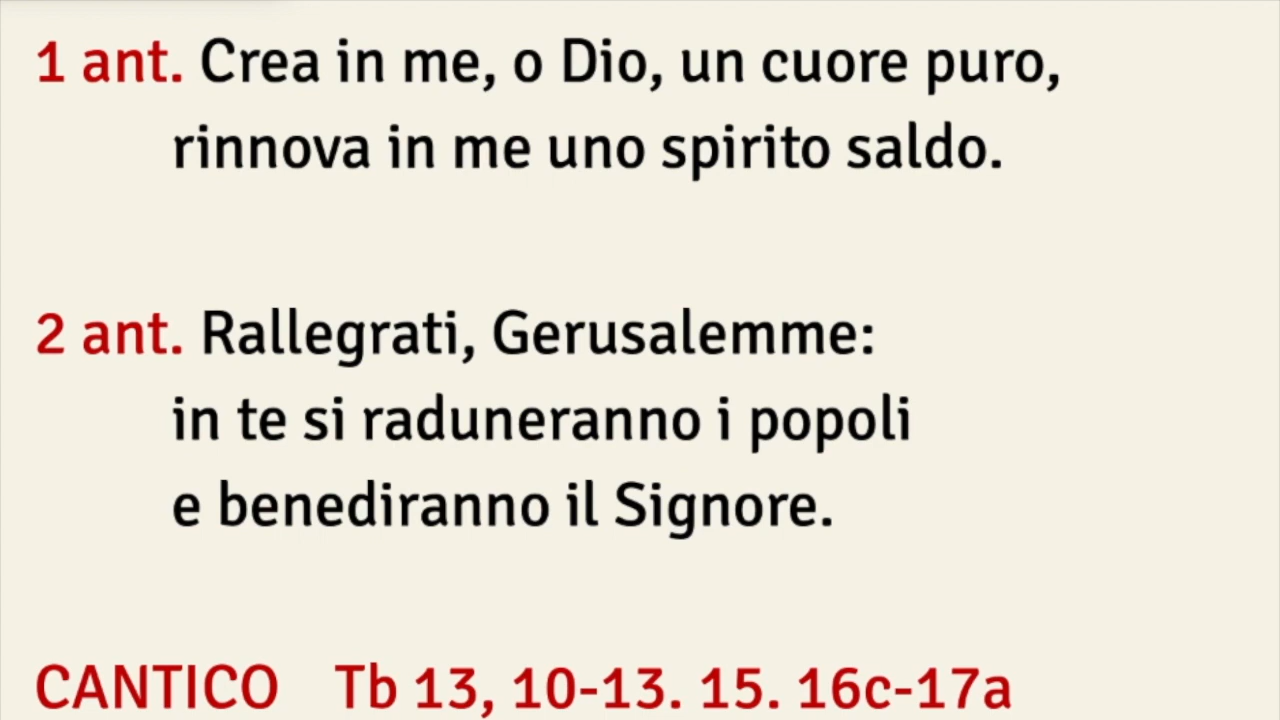 1 ant. Crea in me, o Dio, un cuore puro,
rinnova in me uno spirito saldo.
2 ant. Rallegrati, Gerusalemme:
in te si raduneranno i popoli
e benediranno il Signore.
CANTICO Tb 13, 10-13. 15. 16c-17a